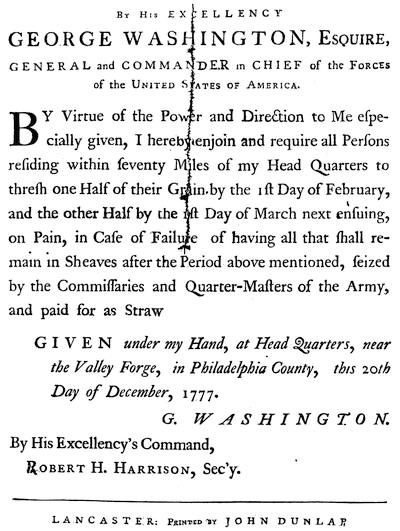 By His EXCELLENCY
GEORGE WASHINGTON, Esquire,
GENERAL and COMMANDER in CHIEF of the Forces
of the United States of America.
BY Virtue of the Power and Direction to Me eſpe-
cially given, I hereby enjoin and require all Perſons
reſiding within ſeventy Miles of my Head Quarters to
threſh one Half of their Grain by the 1ſt Day of February,
and the other Half by the 1ſt Day of March next enſuing,
on Pain, in Caſe of Failure of having all that ſhall re-
main in Sheaves after the Period above mentioned, ſeized
by the Commiſſaries and Quarter-Maſters of the Army,
and paid for as Straw
GIVEN under my Hand, at Head Quarters, near
the Valley Forge, in Philadelphia County, this 20th
Day of December, 1777.
G. WASHINGTON.
By His Excellency's Command,
Robert H. Harrison, Sec'y.
LANCASTER: Printed by JOHN DUNLAP